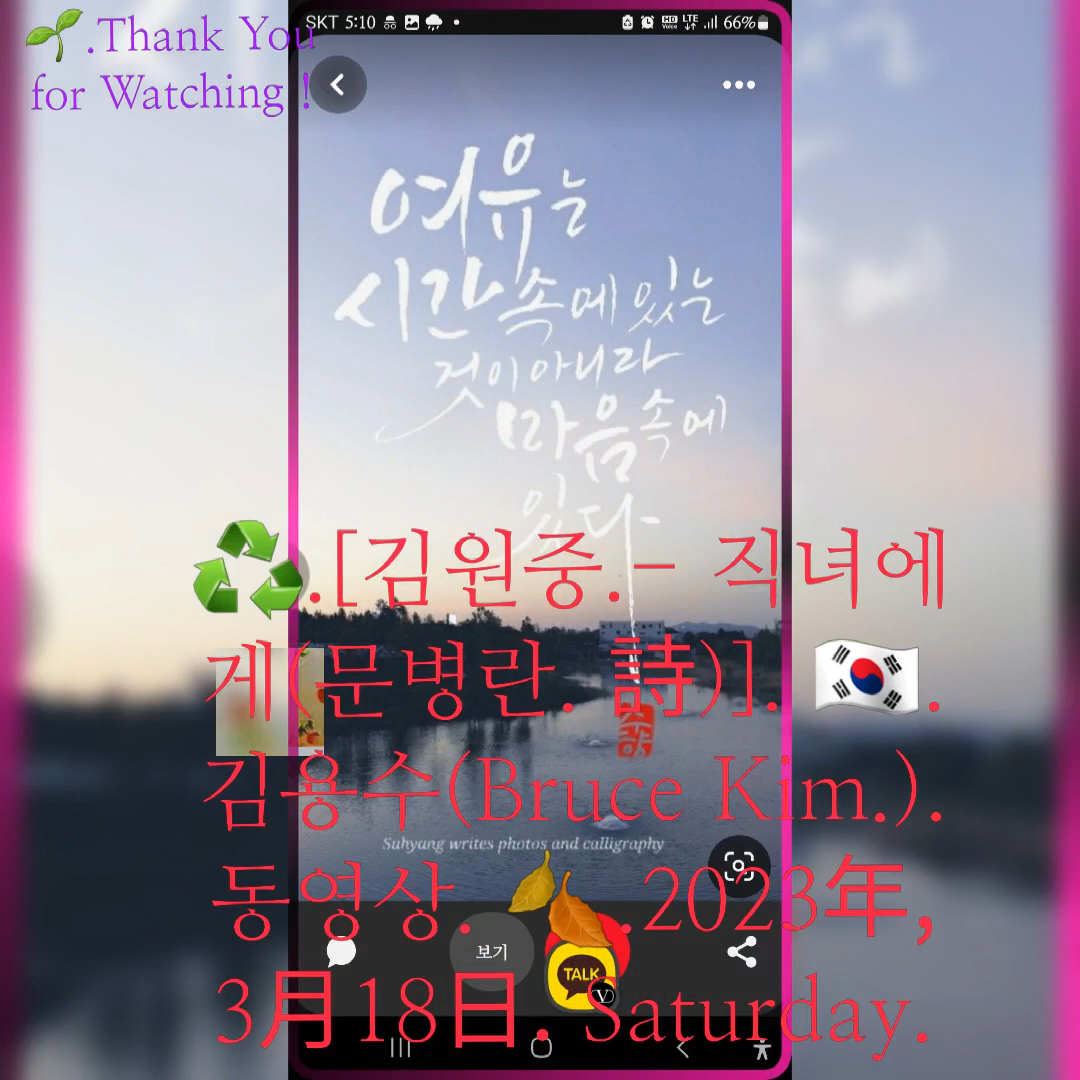 SKT 5:10
HD Voice LTE 66%
.Thank You
for Watching !
여유는
시간 속에 있는
것이 아니라
마음 속에
있다
.[김원중.- 직녀에
게(문병란. 詩)]. .
김용수(Bruce Kim.).
동영상. .2023年,
3月18日. Saturday.
Suhyang writes photos and calligraphy
보기
TALK